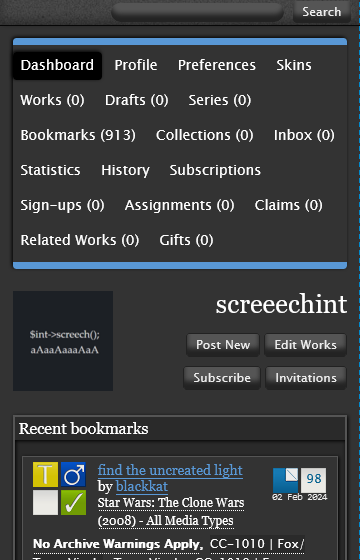 Search
Dashboard Profile Preferences Skins
Works (0) Drafts (0) Series (0)
Bookmarks (913) Collections (0) Inbox (0)
Statistics History Subscriptions
Sign-ups (0) Assignments (0) Claims (0)
Related Works (0) Gifts (0)
$int->screech();
aAaaAaaaAaA
screeechint
Post New Edit Works
Subscribe Invitations
Recent bookmarks
T
find the uncreated light
by blackkat
Star Wars: The Clone Wars
(2008) - All Media Types
98
02 Feb 2024
No Archive Warnings Apply, CC-1010 | Fox/